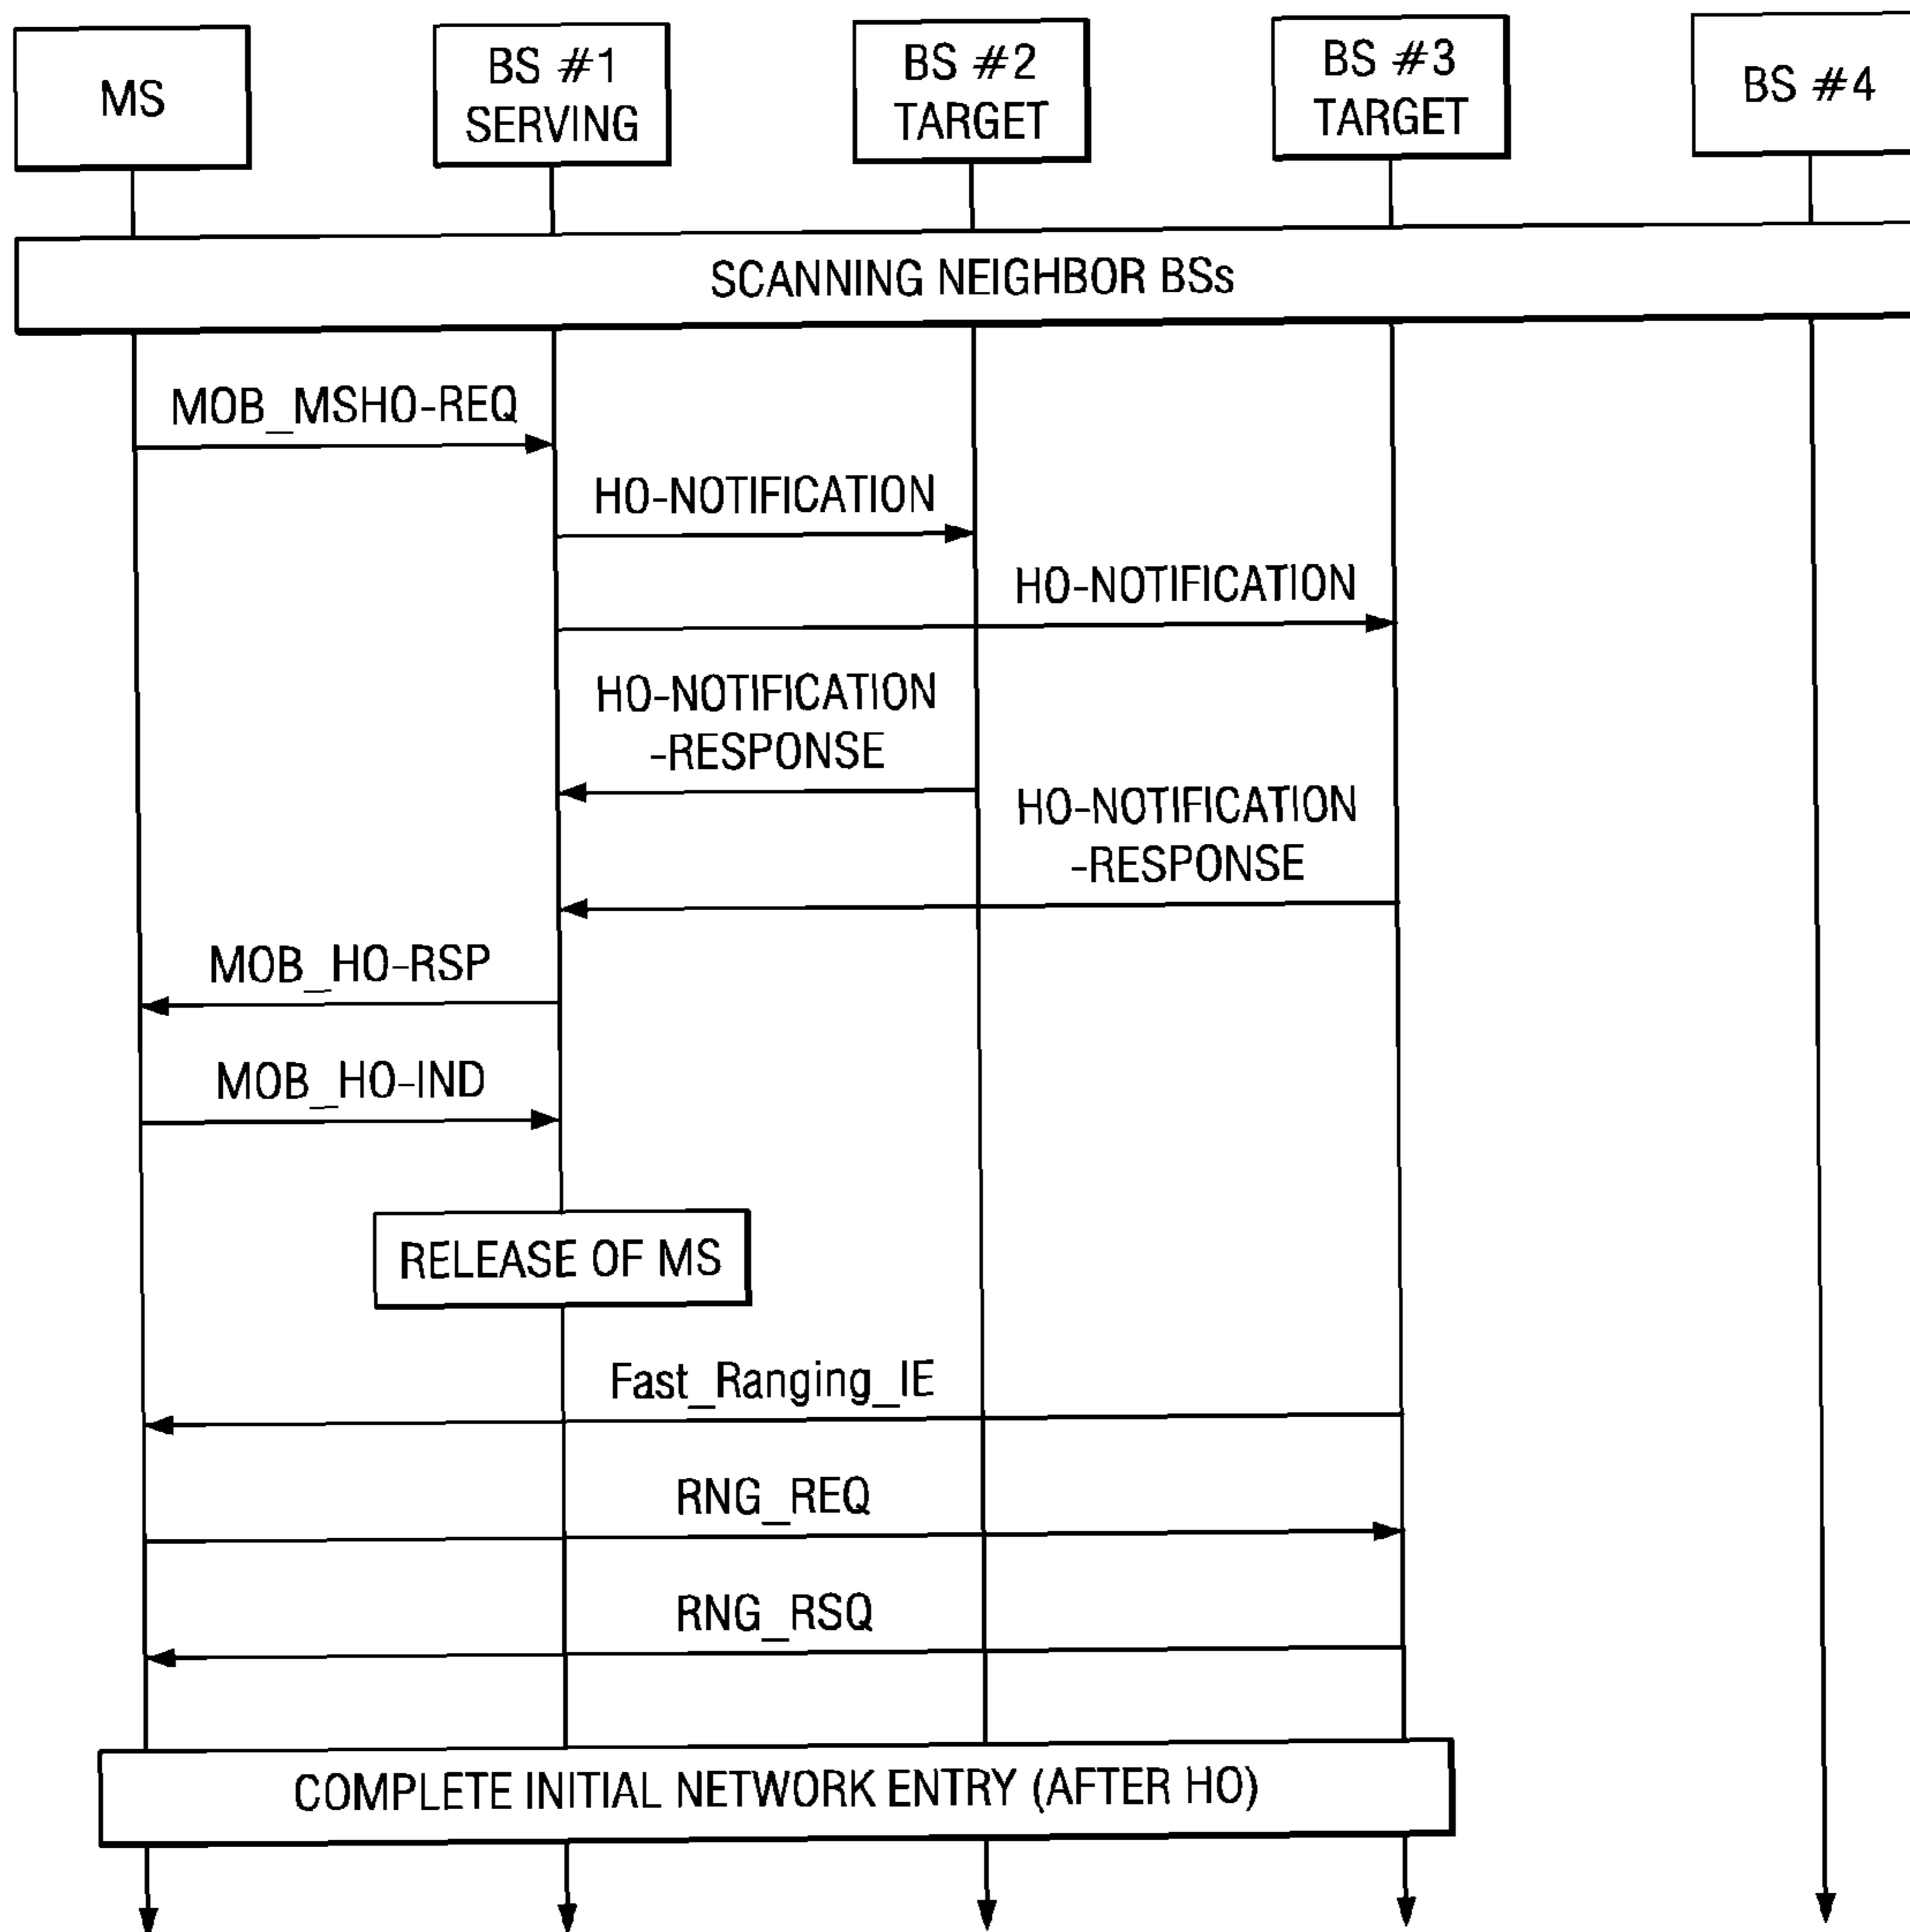 MS
BS #1
SERVING
BS #2
TARGET
BS #3
TARGET
BS #4
SCANNING NEIGHBOR BSs
MOB_MSHO-REQ
HO-NOTIFICATION
HO-NOTIFICATION
HO-NOTIFICATION
-RESPONSE
HO-NOTIFICATION
-RESPONSE
MOB_HO-RSP
MOB_HO-IND
RELEASE OF MS
Fast_Ranging_IE
RNG_REQ
RNG_RSQ
COMPLETE INITIAL NETWORK ENTRY (AFTER HO)